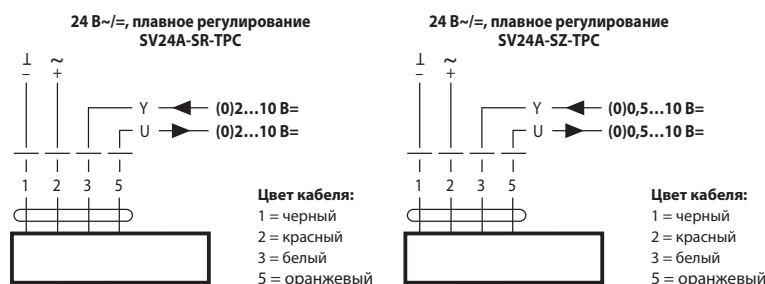 24 В~/=, плавное регулирование
SV24A-SR-TPC
⊥ ~
– +
Y (0)2...10 В=
U (0)2...10 В=
1 2 3 5
Цвет кабеля:
1 = черный
2 = красный
3 = белый
5 = оранжевый
24 В~/=, плавное регулирование
SV24A-SZ-TPC
⊥ ~
– +
Y (0)0,5...10 В=
U (0)0,5...10 В=
1 2 3 5
Цвет кабеля:
1 = черный
2 = красный
3 = белый
5 = оранжевый